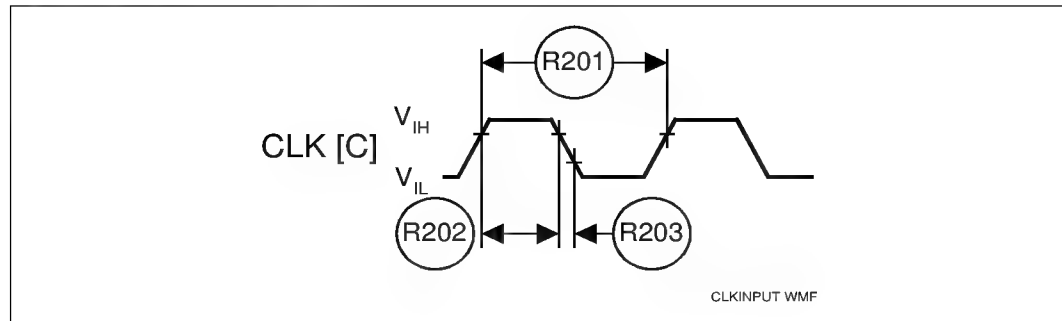 R201
V_IH
CLK [C]
V_IL
R202
R203
CLKINPUT WMF